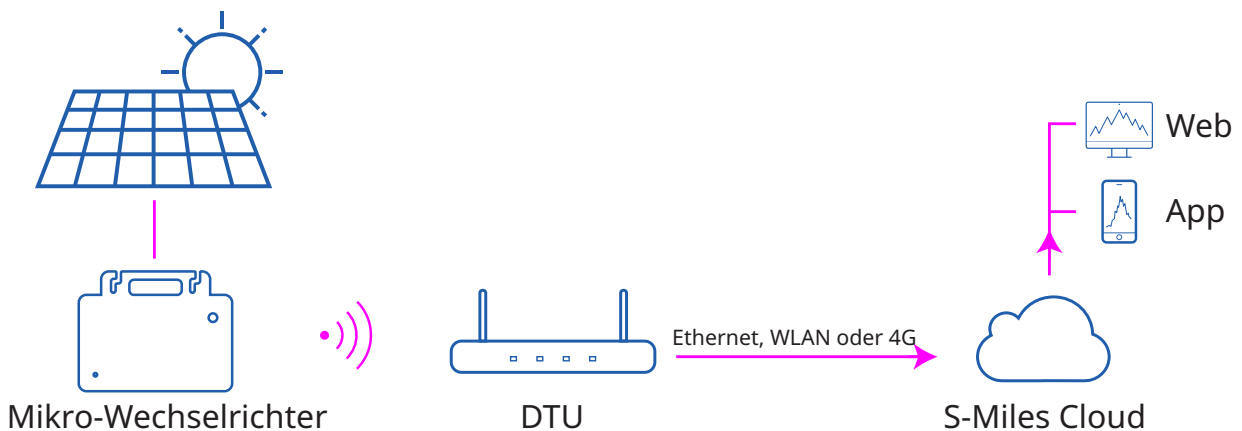 Web
App
Ethernet, WLAN oder 4G
Mikro-Wechselrichter
DTU
S-Miles Cloud